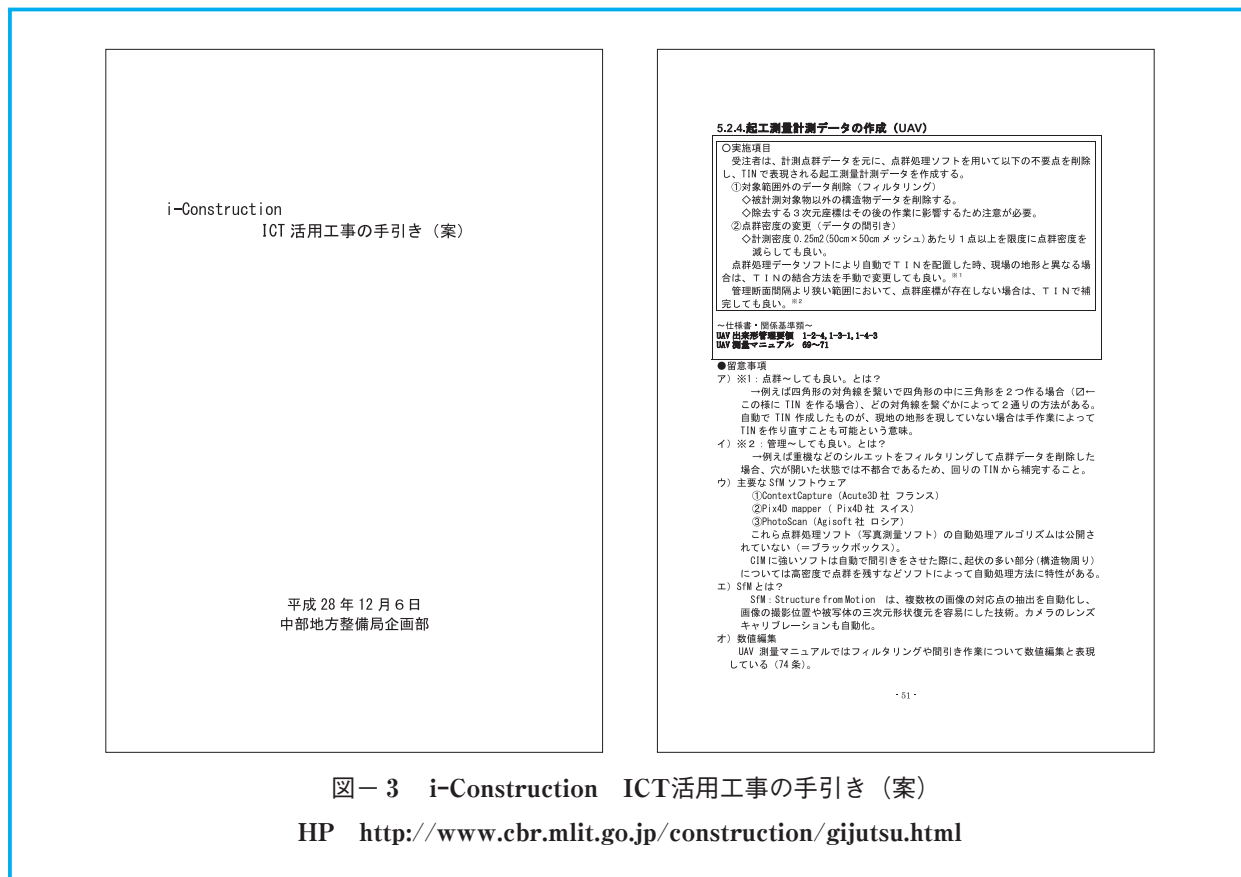 i-Construction
ICT 活用工事の手引き（案）
平成 28 年 12 月 6 日
中部地方整備局企画部
5.2.4.起工測量計測データの作成（UAV）
○実施項目
受注者は、計測点群データを元に、点群処理ソフトを用いて以下の不要点を削除
し、TIN で表現される起工測量計測データを作成する。
①対象範囲外のデータ削除（フィルタリング）
◇被計測対象物以外の構造物データを削除する。
◇除去する３次元座標はその後の作業に影響するため注意が必要。
②点群密度の変更（データの間引き）
◇計測密度 0.25m2(50cm×50cm メッシュ)あたり１点以上を限度に点群密度を
減らしても良い。
点群処理データソフトにより自動でＴＩＮを配置した時、現場の地形と異なる場
合は、ＴＩＮの結合方法を手動で変更しても良い。※１
管理断面間隔より狭い範囲において、点群座標が存在しない場合は、ＴＩＮで補
完しても良い。※２
～仕様書・関係基準類～
UAV 出来形管理要領 1-2-4,1-3-1,1-4-3
UAV 測量マニュアル 69～71
●留意事項
ア）※1：点群～しても良い。とは？
→例えば四角形の対角線を繋いで四角形の中に三角形を２つ作る場合（⍁←
この様に TIN を作る場合）、どの対角線を繋ぐかによって２通りの方法がある。
自動で TIN 作成したものが、現地の地形を現していない場合は手作業によって
TIN を作り直すことも可能という意味。
イ）※２：管理～しても良い。とは？
→例えば重機などのシルエットをフィルタリングして点群データを削除した
場合、穴が開いた状態では不都合であるため、回りの TIN から補完すること。
ウ）主要な SfM ソフトウェア
①ContextCapture（Acute3D 社 フランス）
②Pix4D mapper（ Pix4D 社 スイス）
③PhotoScan（Agisoft 社 ロシア）
これら点群処理ソフト（写真測量ソフト）の自動処理アルゴリズムは公開さ
れていない（＝ブラックボックス）。
CIM に強いソフトは自動で間引きをさせた際に、起伏の多い部分（構造物周り）
については高密度で点群を残すなどソフトによって自動処理方法に特性がある。
エ）SfM とは？
SfM：Structure from Motion は、複数枚の画像の対応点の抽出を自動化し、
画像の撮影位置や被写体の三次元形状復元を容易にした技術。カメラのレンズ
キャリブレーションも自動化。
オ）数値編集
UAV 測量マニュアルではフィルタリングや間引き作業について数値編集と表現
している（74 条）。
- 51 -
図－3 i-Construction ICT活用工事の手引き（案）
HP http://www.cbr.mlit.go.jp/construction/gijutsu.html